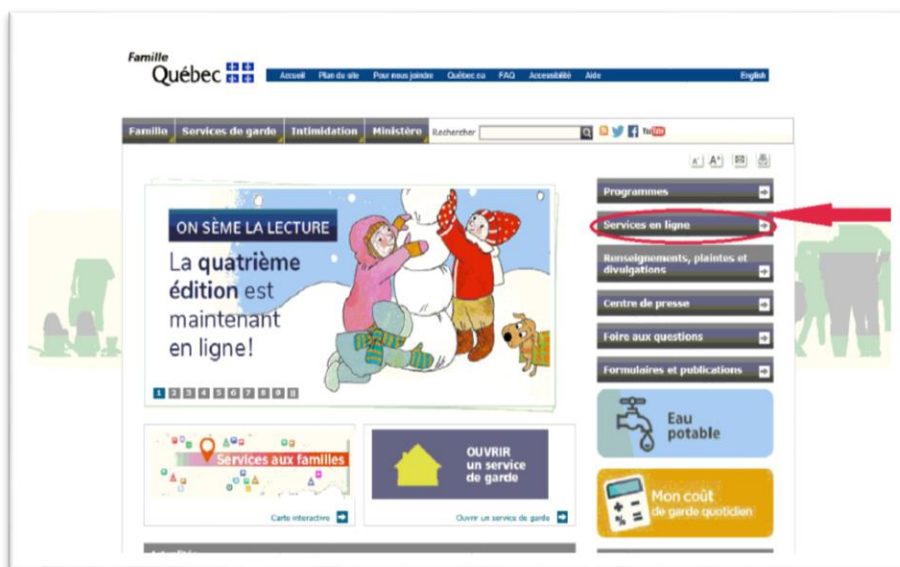 Famille
Québec
Accueil Plan du site Pour nous joindre Québec.ca FAQ Accessibilité Aide English
Famille Services de garde Intimidation Ministère Rechercher
YouTube
A- A+
Programmes
Services en ligne
Renseignements, plaintes et
divulgations
Centre de presse
Foire aux questions
Formulaires et publications
ON SÈME LA LECTURE
La quatrième
édition est
maintenant
en ligne!
1 2 3 4 5 6 7 8 9
Eau
potable
Services aux familles
Carte interactive
OUVRIR
un service
de garde
Ouvrir un service de garde
Mon coût
de garde quotidien